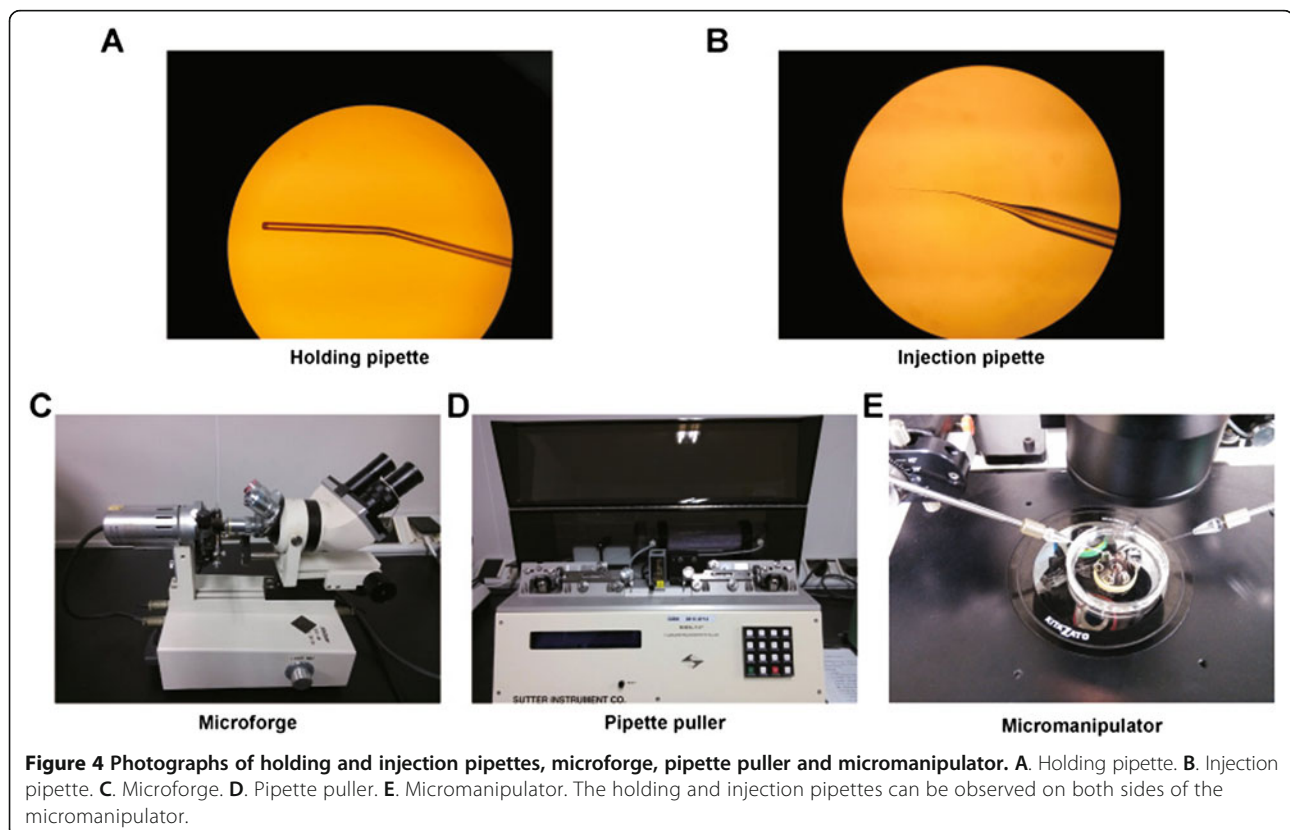 A
B
Holding pipette
Injection pipette
C
D
E
SUTTER INSTRUMENT CO.
KITAZATO
Microforge
Pipette puller
Micromanipulator
Figure 4 Photographs of holding and injection pipettes, microforge, pipette puller and micromanipulator. A. Holding pipette. B. Injection
pipette. C. Microforge. D. Pipette puller. E. Micromanipulator. The holding and injection pipettes can be observed on both sides of the
micromanipulator.